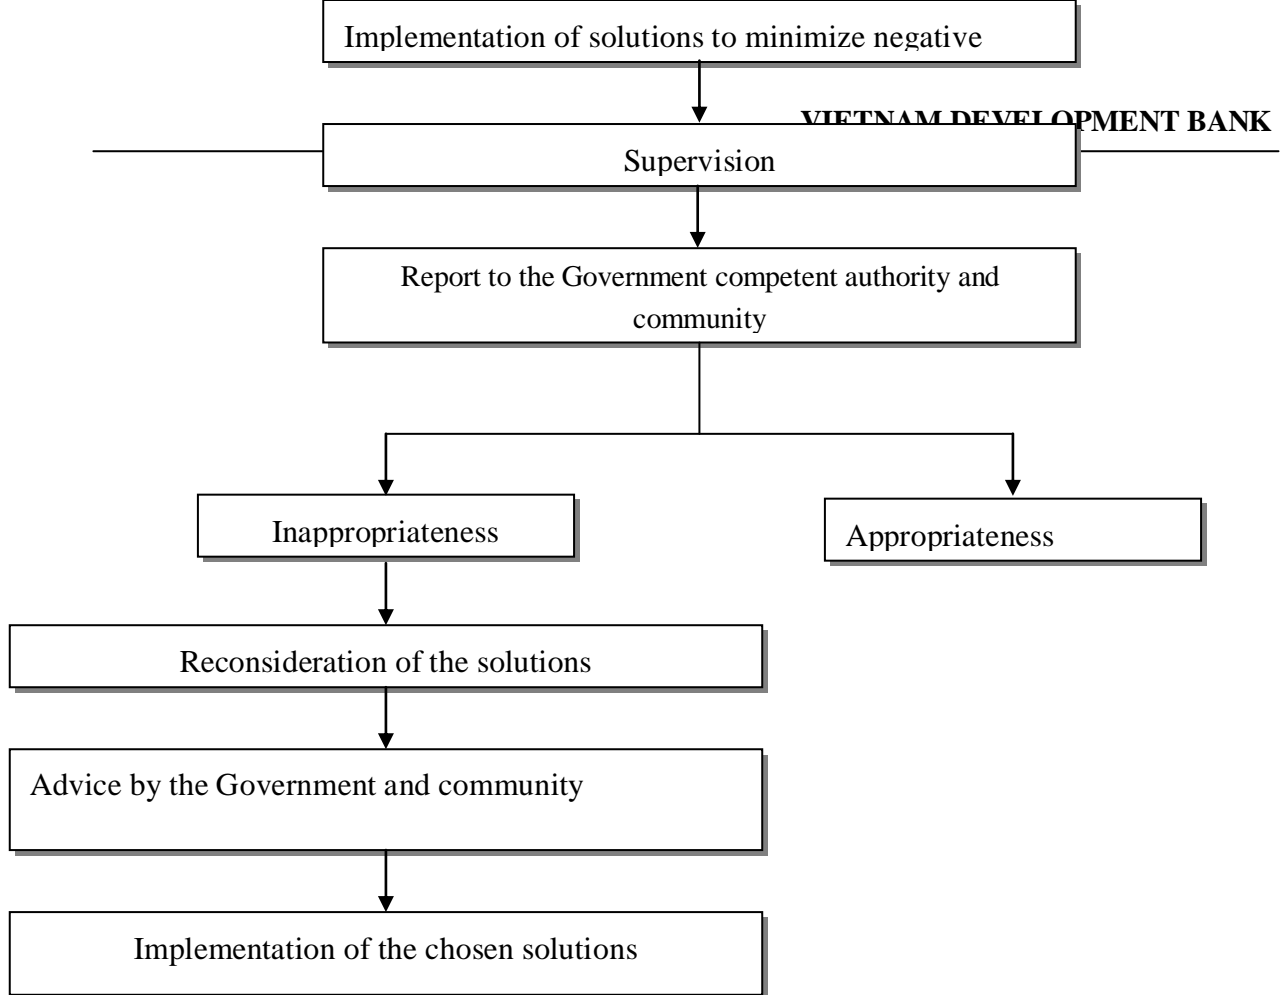 Implementation of solutions to minimize negative
VIETNAM DEVELOPMENT BANK
Supervision
Report to the Government competent authority and
community
Inappropriateness
Appropriateness
Reconsideration of the solutions
Advice by the Government and community
Implementation of the chosen solutions